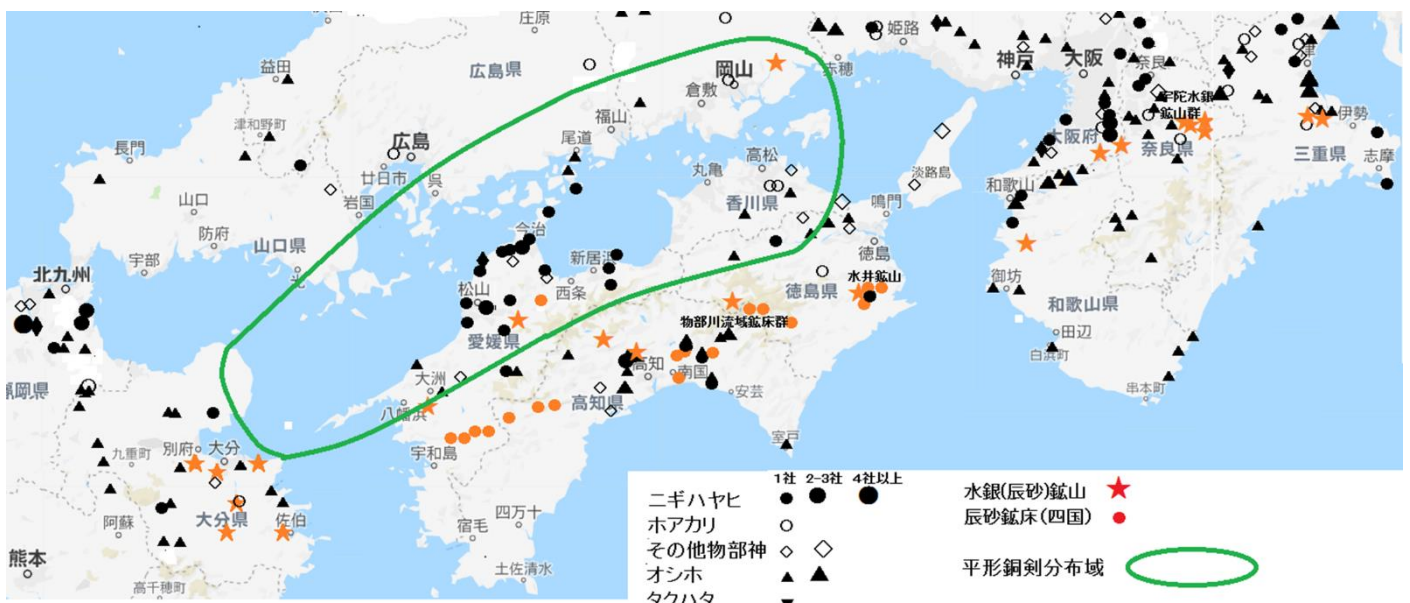 庄原
益田
広島県
岡山
倉敷
赤穂
姫路
神戸
大阪
奈良
津
宇陀水銀
鉱山群
伊勢
津和野町
長門
広島
廿日市
呉
福山
尾道
高松
丸亀
大阪府
奈良県
三重県
志摩
山口
岩国
防府
山口県
光
宇部
今治
新居浜
香川県
淡路島
鳴門
和歌山
北九州
松山
西条
徳島
徳島県
水井鉱山
御坊
和歌山県
愛媛県
物部川流域鉱床群
田辺
白浜町
大洲
高知
南国
安芸
串本町
八幡浜
高知県
宇和島
室戸
別府
大分
九重町
阿蘇
大分県
佐伯
宿毛
四万十
熊本
高千穂町
土佐清水
1社 2-3社 4社以上
ニギハヤヒ
ホアカリ
その他物部神
オシホ
タクハタ
水銀(辰砂)鉱山
辰砂鉱床(四国)
平形銅剣分布域